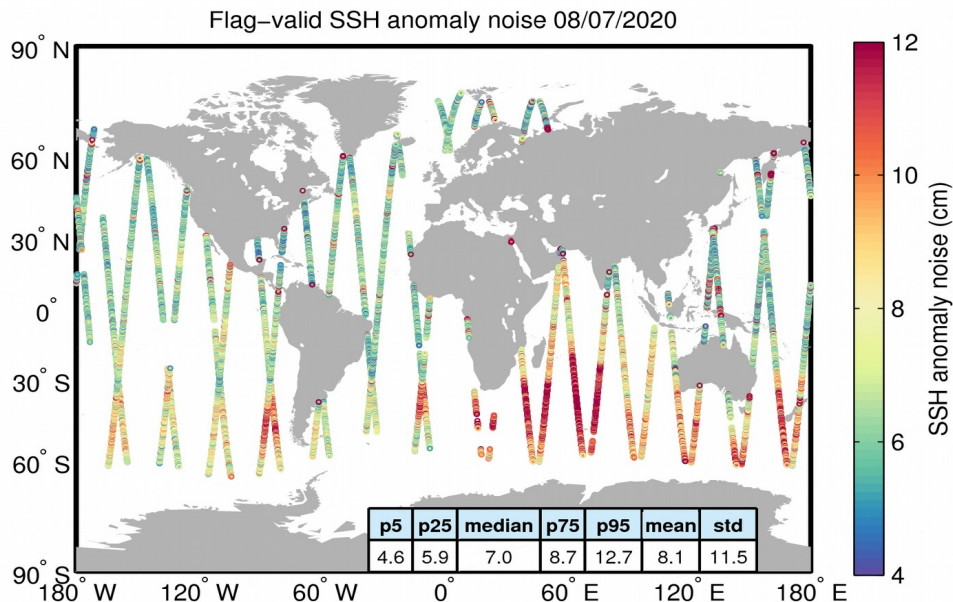 Flag−valid SSH anomaly noise 08/07/2020
90° N
60° N
30° N
0°
30° S
60° S
90° S
180° W
120° W
60° W
0°
60° E
120° E
180° E
p5 p25 median p75 p95 mean std
4.6 5.9 7.0 8.7 12.7 8.1 11.5
12
10
8
6
4
SSH anomaly noise (cm)